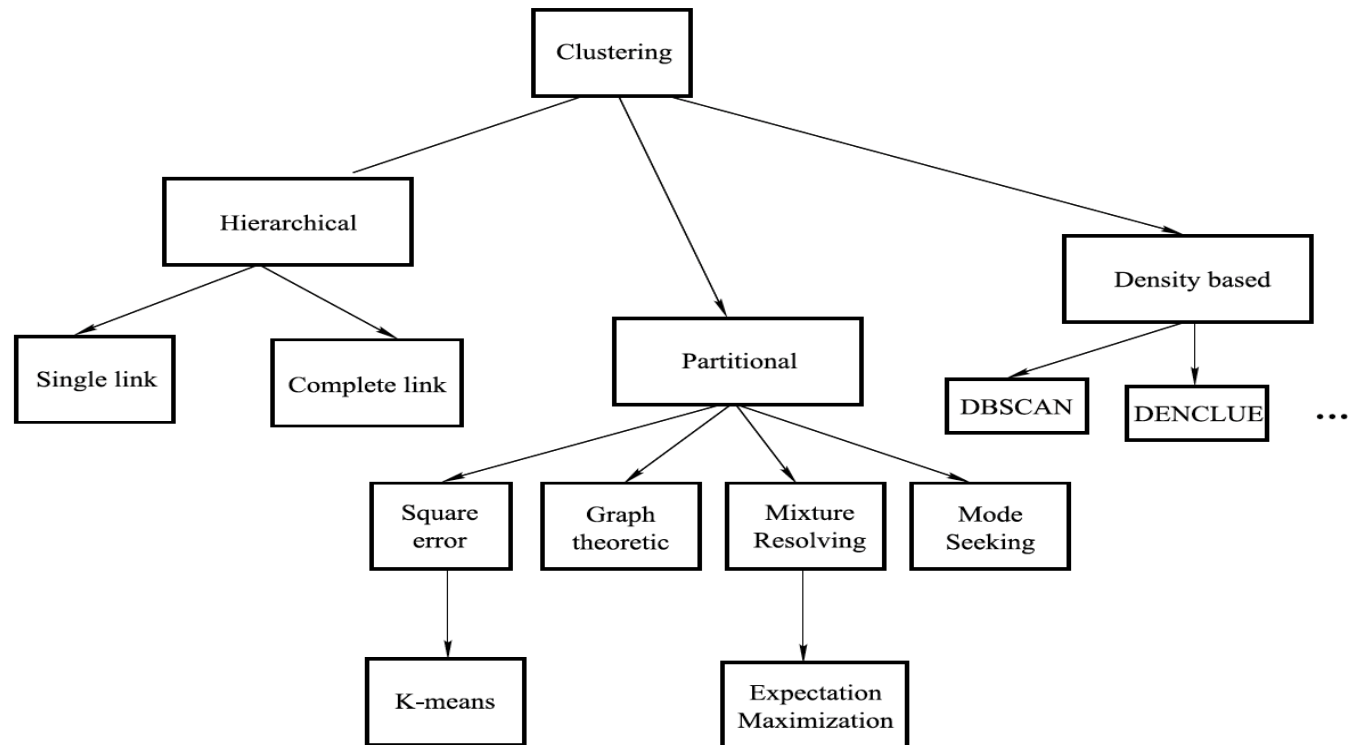 Clustering
Hierarchical
Density based
Single link
Complete link
Partitional
DBSCAN
DENCLUE
...
Square
error
Graph
theoretic
Mixture
Resolving
Mode
Seeking
K-means
Expectation
Maximization